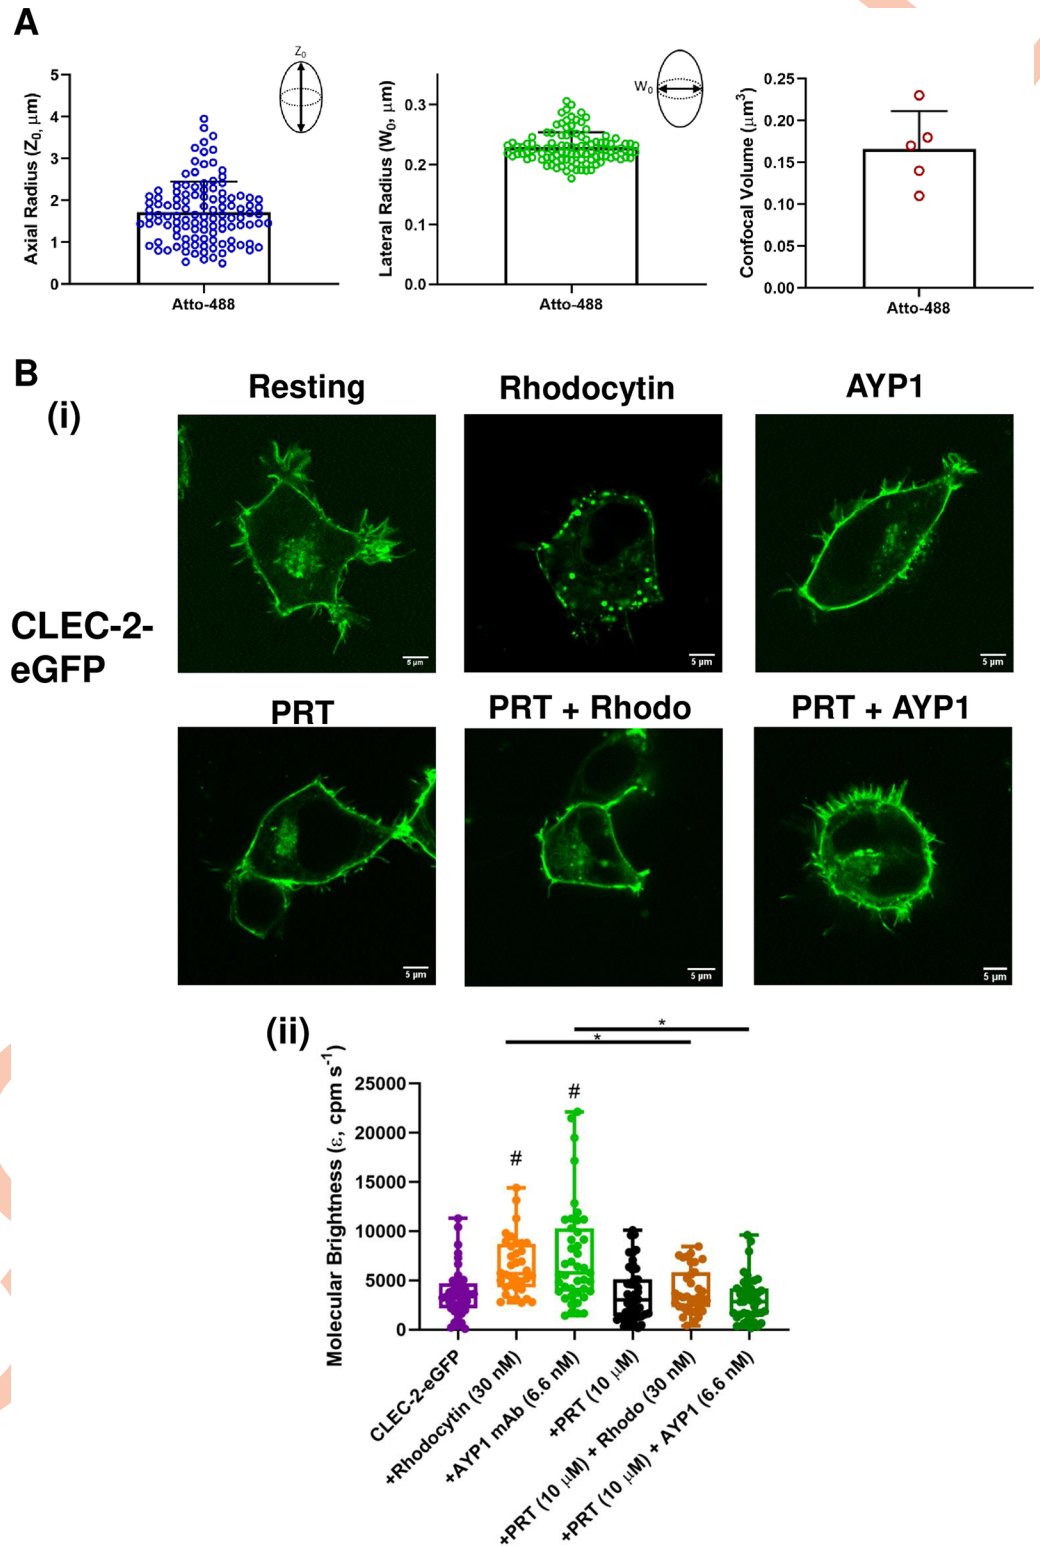 A
Z0
5
4
3
2
1
0
Axial Radius (Z0, μm)
Atto-488
W0
0.3
0.2
0.1
0.0
Lateral Radius (W0, μm)
Atto-488
0.25
0.20
0.15
0.10
0.05
0.00
Confocal Volume (μm3)
Atto-488
B
(i)
Resting
Rhodocytin
AYP1
5 μm
5 μm
5 μm
CLEC-2-
eGFP
PRT
PRT + Rhodo
PRT + AYP1
5 μm
5 μm
5 μm
(ii)
*
*
#
#
Molecular Brightness (ε, cpm s-1)
25000
20000
15000
10000
5000
0
CLEC-2-eGFP
+Rhodocytin (30 nM)
+AYP1 mAb (6.6 nM)
+PRT (10 μM)
+PRT (10 μM) + Rhodo (30 nM)
+PRT (10 μM) + AYP1 (6.6 nM)